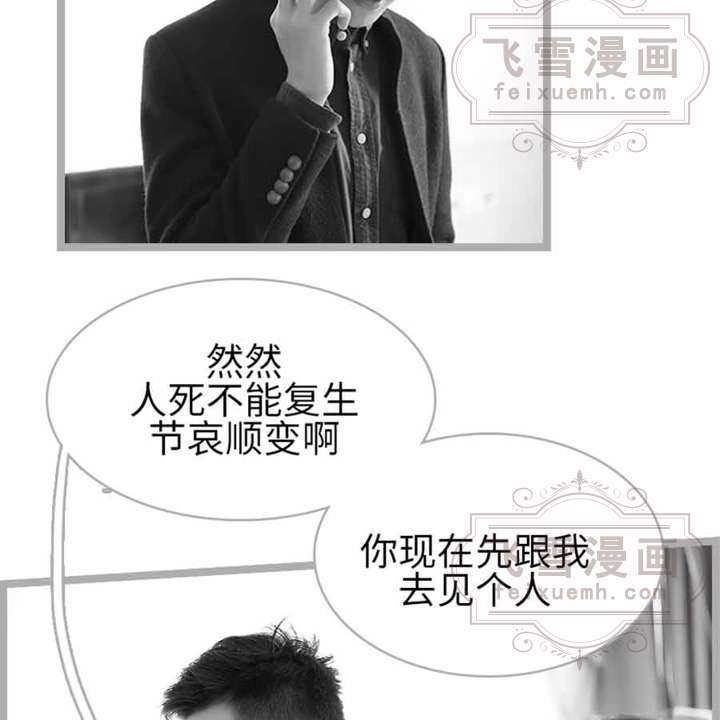 飞雪漫画
feixuemh.com
然然
人死不能复生
节哀顺变啊
你现在先跟我
去见个人
飞雪漫画
feixuemh.com